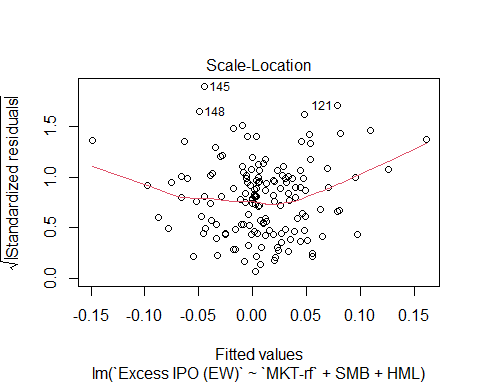 Scale-Location
√|Standardized residuals|
0.0 0.5 1.0 1.5
145
148
121
-0.15 -0.10 -0.05 0.00 0.05 0.10 0.15
Fitted values
lm(`Excess IPO (EW)` ~ `MKT-rf` + SMB + HML)